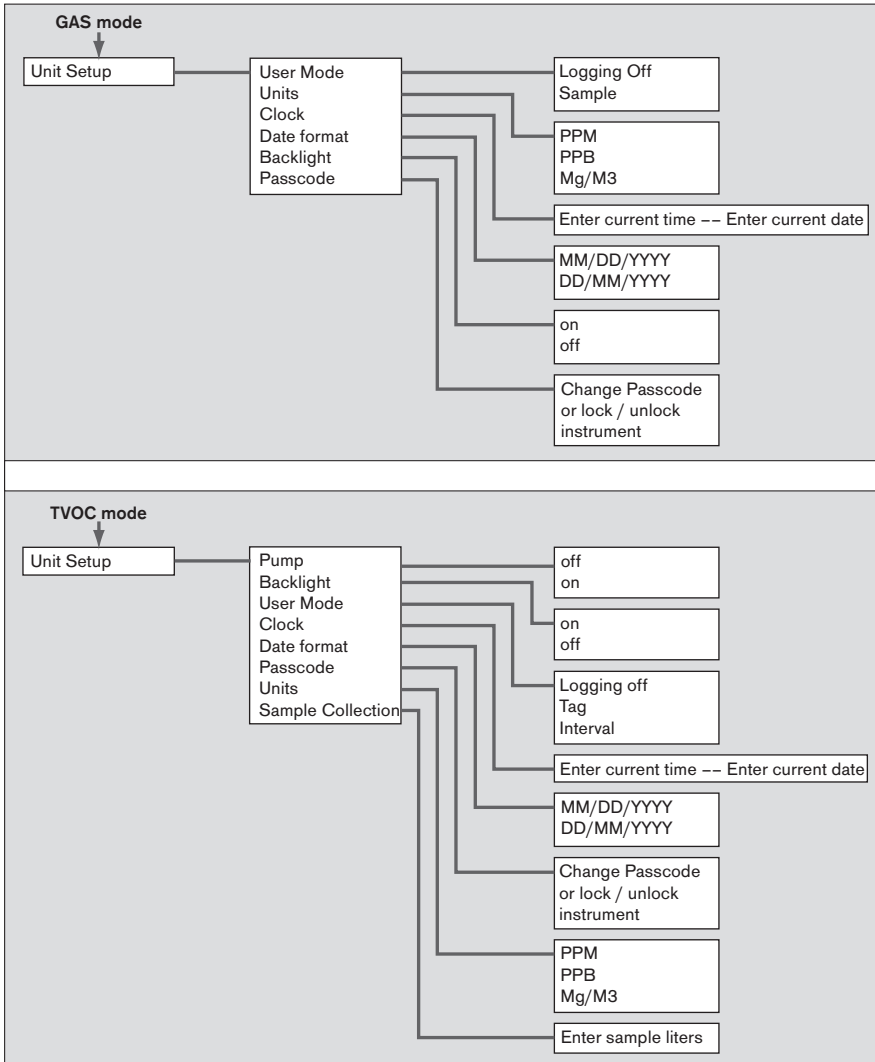 GAS mode
Unit Setup
User Mode
Units
Clock
Date format
Backlight
Passcode
Logging Off
Sample
PPM
PPB
Mg/M3
Enter current time -- Enter current date
MM/DD/YYYY
DD/MM/YYYY
on
off
Change Passcode
or lock / unlock
instrument
TVOC mode
Unit Setup
Pump
Backlight
User Mode
Clock
Date format
Passcode
Units
Sample Collection
off
on
on
off
Logging off
Tag
Interval
Enter current time -- Enter current date
MM/DD/YYYY
DD/MM/YYYY
Change Passcode
or lock / unlock
instrument
PPM
PPB
Mg/M3
Enter sample liters